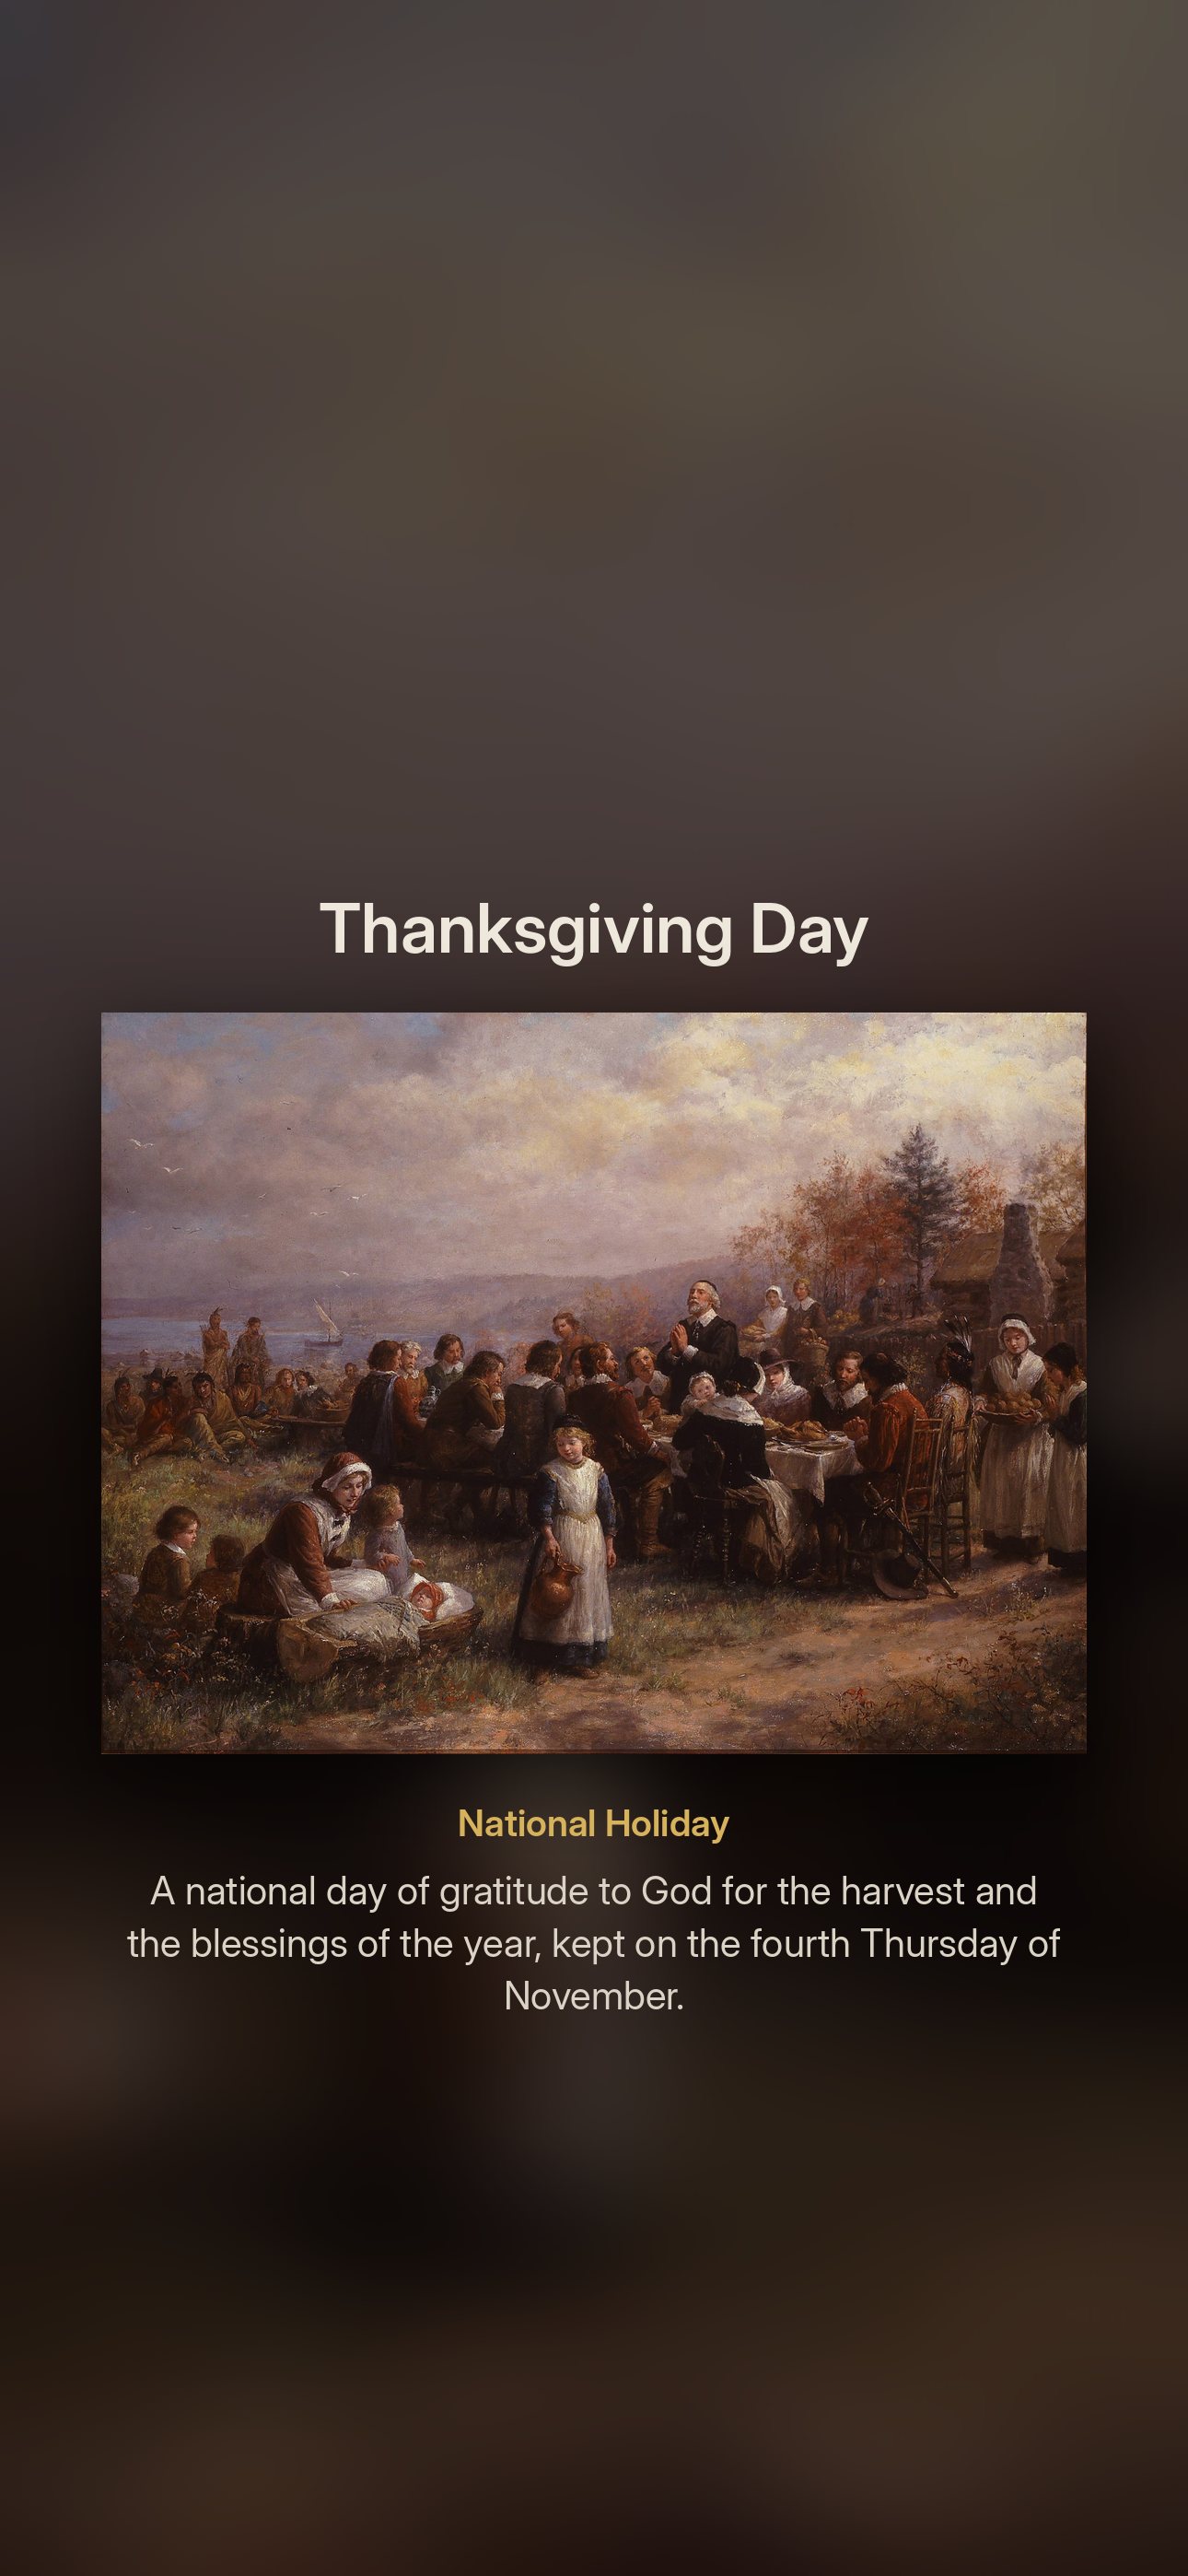 Thanksgiving Day
National Holiday
A national day of gratitude to God for the harvest and
the blessings of the year, kept on the fourth Thursday of
November.